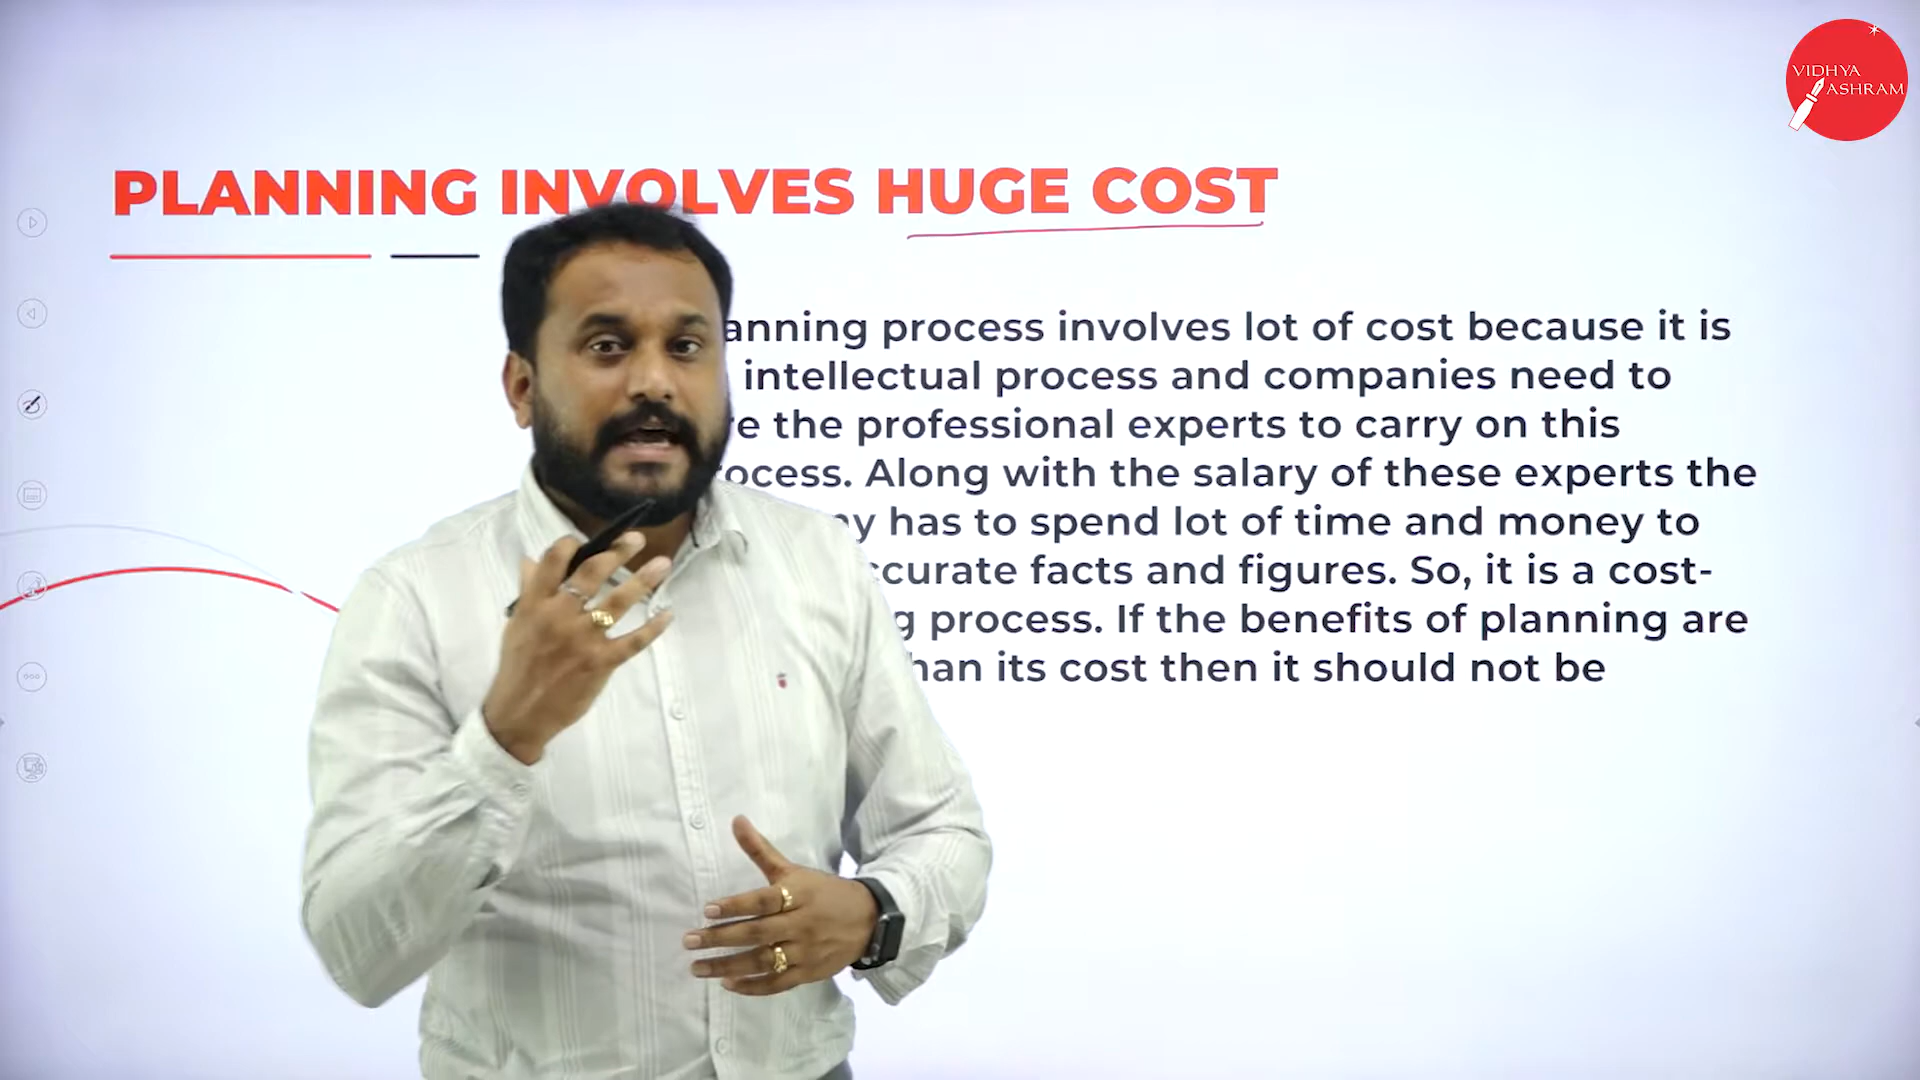 VIDHYA
ASHRAM
PLANNING INVOLVES HUGE COST
anning process involves lot of cost because it is
intellectual process and companies need to
re the professional experts to carry on this
ocess. Along with the salary of these experts the
ny has to spend lot of time and money to
ccurate facts and figures. So, it is a cost-
g process. If the benefits of planning are
han its cost then it should not be